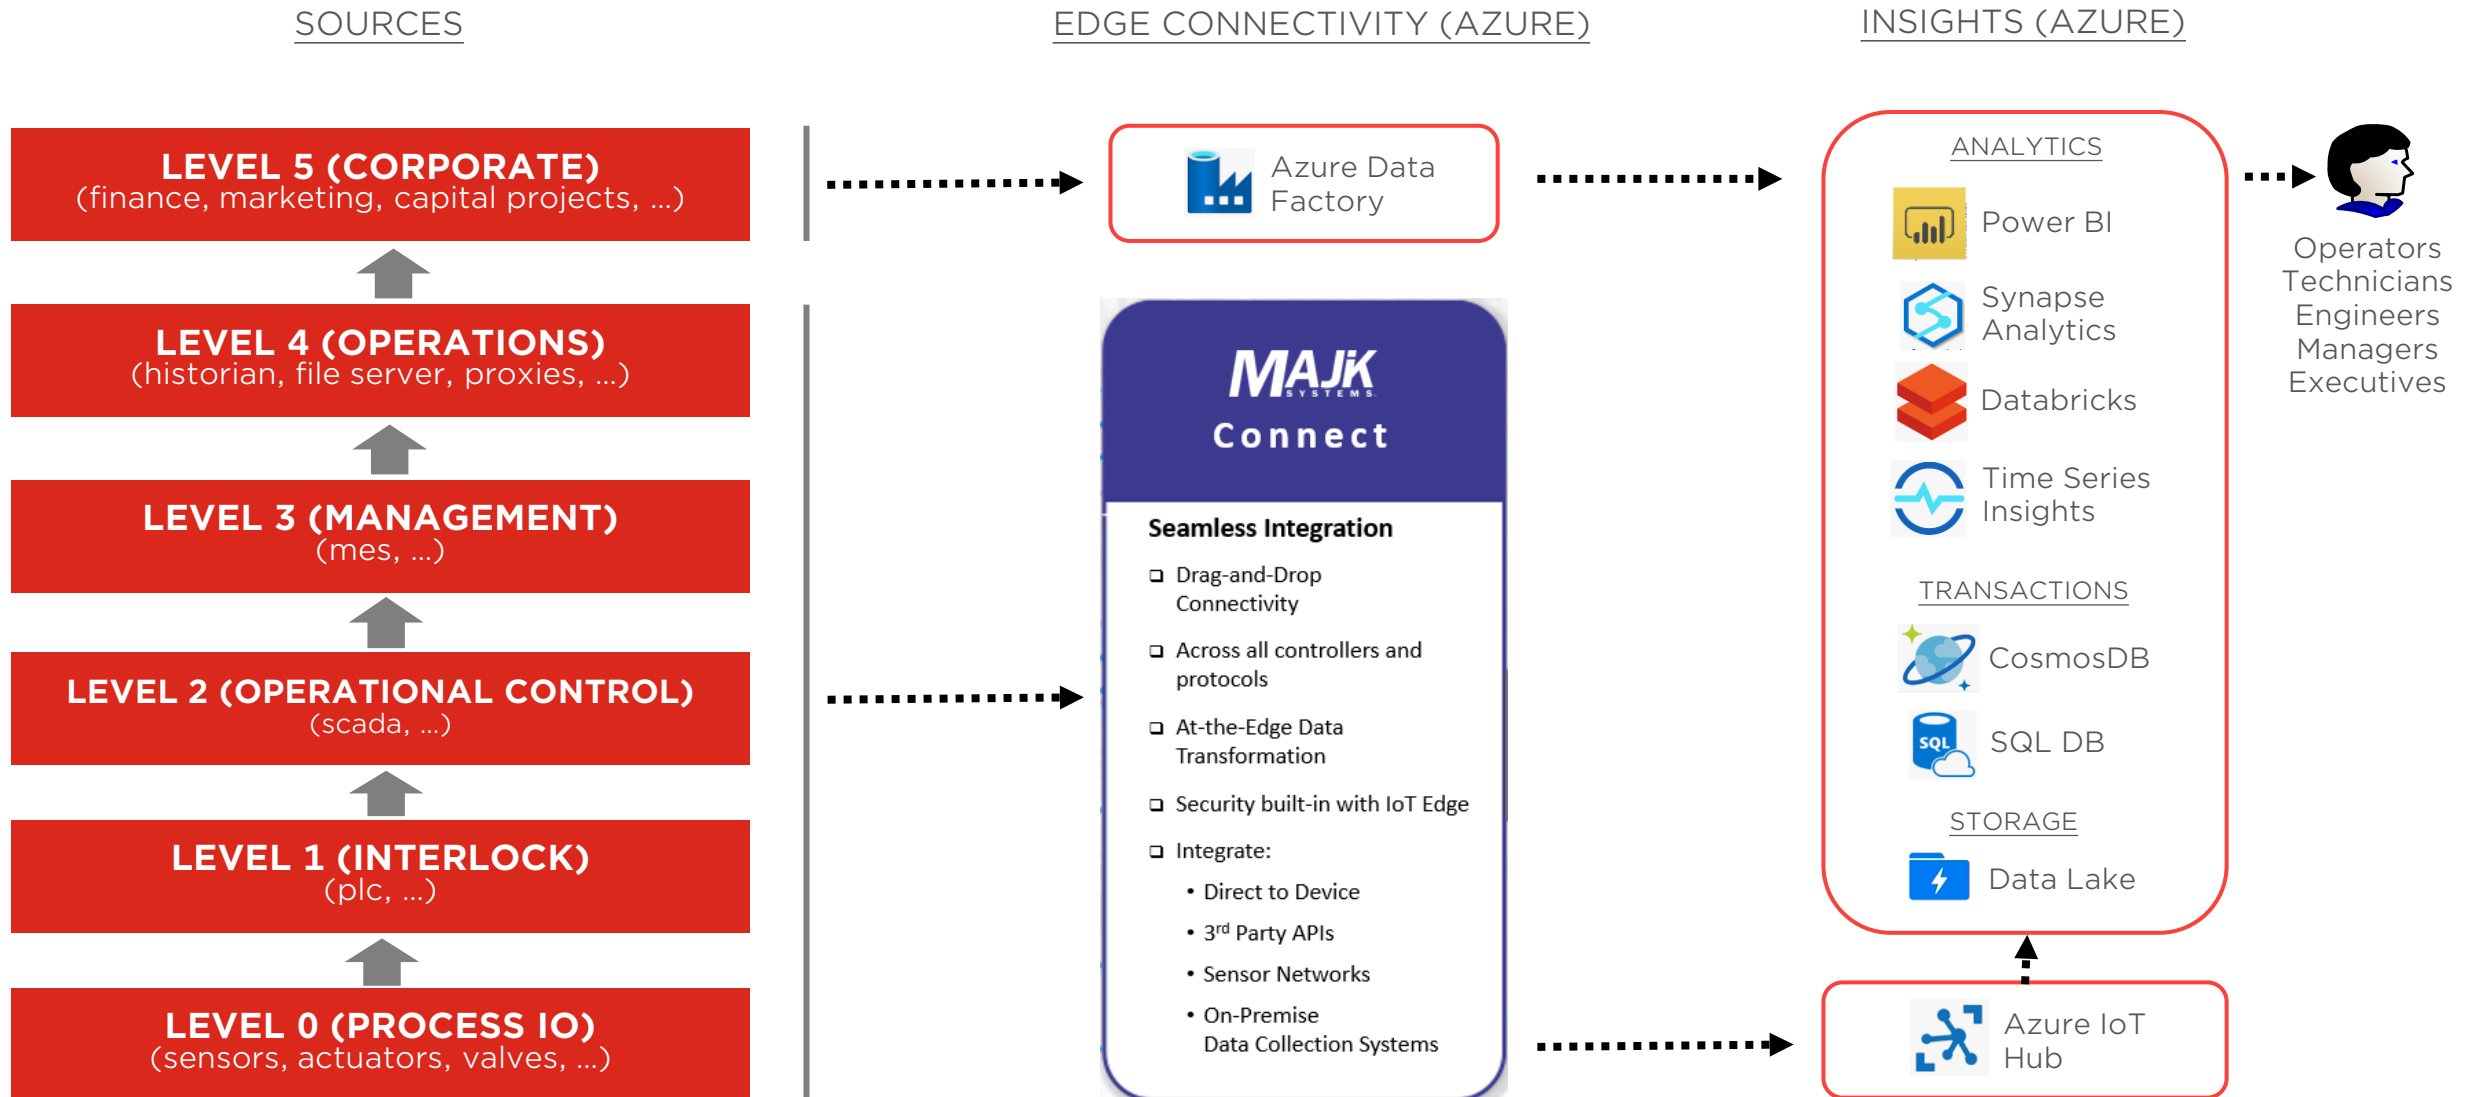 SOURCES
LEVEL 5 (CORPORATE)
(finance, marketing, capital projects, ...)
LEVEL 4 (OPERATIONS)
(historian, file server, proxies, ...)
LEVEL 3 (MANAGEMENT)
(mes, ...)
LEVEL 2 (OPERATIONAL CONTROL)
(scada, ...)
LEVEL 1 (INTERLOCK)
(plc, ...)
LEVEL 0 (PROCESS IO)
(sensors, actuators, valves, ...)
EDGE CONNECTIVITY (AZURE)
Azure Data
Factory
MAJiK
SYSTEMS
Connect
Seamless Integration
❑ Drag-and-Drop
Connectivity
❑ Across all controllers and
protocols
❑ At-the-Edge Data
Transformation
❑ Security built-in with IoT Edge
❑ Integrate:
• Direct to Device
• 3rd Party APIs
• Sensor Networks
• On-Premise
Data Collection Systems
INSIGHTS (AZURE)
ANALYTICS
Power BI
Synapse
Analytics
Databricks
Time Series
Insights
TRANSACTIONS
CosmosDB
SQL
SQL DB
STORAGE
Data Lake
Azure IoT
Hub
Operators
Technicians
Engineers
Managers
Executives